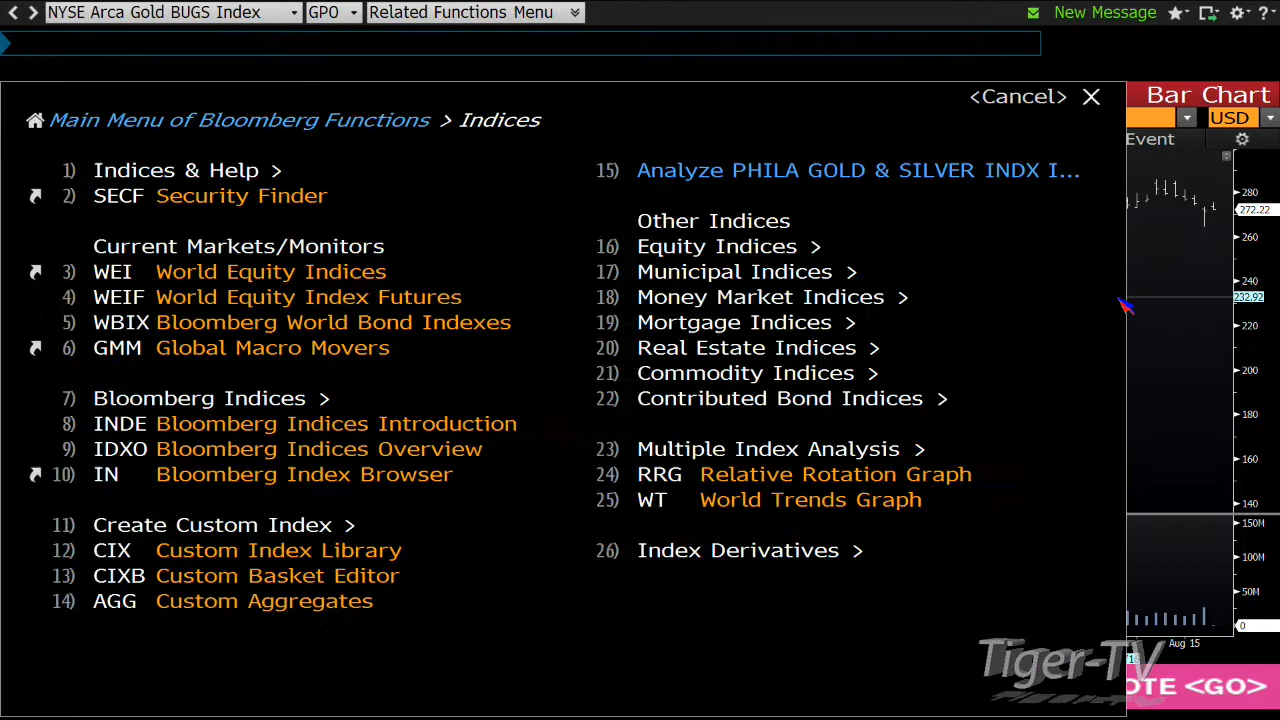 NYSE Arca Gold BUGS Index GPO Related Functions Menu New Message ?
<Cancel> X
Main Menu of Bloomberg Functions > Indices
1) Indices & Help >
2) SECF Security Finder
Current Markets/Monitors
3) WEI World Equity Indices
4) WEIF World Equity Index Futures
5) WBIX Bloomberg World Bond Indexes
6) GMM Global Macro Movers
7) Bloomberg Indices >
8) INDE Bloomberg Indices Introduction
9) IDXO Bloomberg Indices Overview
10) IN Bloomberg Index Browser
11) Create Custom Index >
12) CIX Custom Index Library
13) CIXB Custom Basket Editor
14) AGG Custom Aggregates
15) Analyze PHILA GOLD & SILVER INDX I...
Other Indices
16) Equity Indices >
17) Municipal Indices >
18) Money Market Indices >
19) Mortgage Indices >
20) Real Estate Indices >
21) Commodity Indices >
22) Contributed Bond Indices >
23) Multiple Index Analysis >
24) RRG Relative Rotation Graph
25) WT World Trends Graph
26) Index Derivatives >
Bar Chart
USD
Event
280
272.22
260
240
232.92
220
200
180
160
140
150M
100M
50M
0
Aug 15
Tiger-TV
OTE <GO>